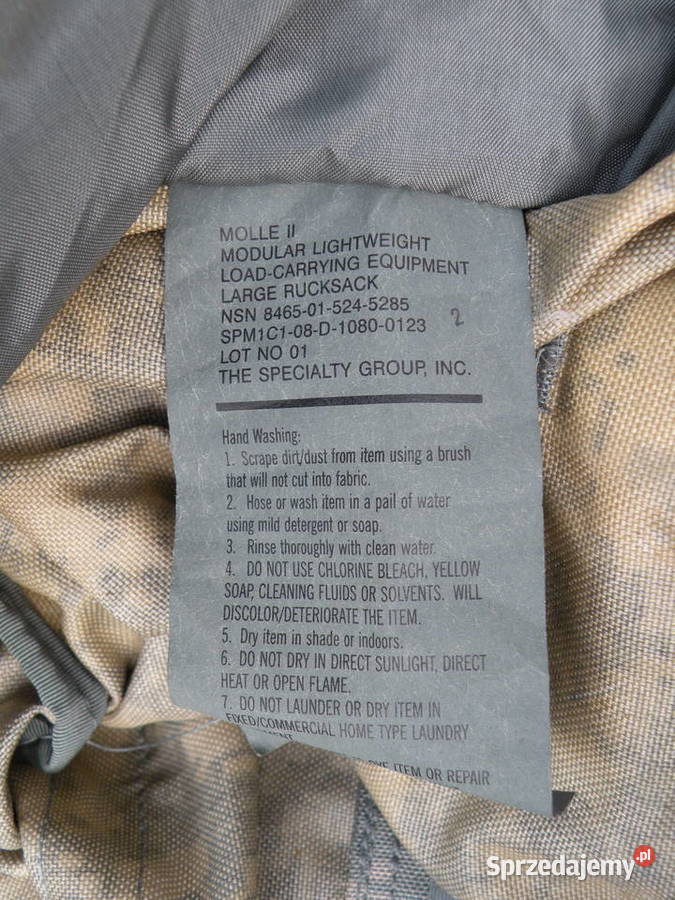 MOLLE II
MODULAR LIGHTWEIGHT
LOAD-CARRYING EQUIPMENT
LARGE RUCKSACK
NSN 8465-01-524-5285
SPM1C1-08-D-1080-0123 2
LOT NO 01
THE SPECIALTY GROUP, INC.
Hand Washing:
1. Scrape dirt/dust from item using a brush
that will not cut into fabric.
2. Hose or wash item in a pail of water
using mild detergent or soap.
3. Rinse thoroughly with clean water.
4. DO NOT USE CHLORINE BLEACH, YELLOW
SOAP, CLEANING FLUIDS OR SOLVENTS. WILL
DISCOLOR/DETERIORATE THE ITEM.
5. Dry item in shade or indoors.
6. DO NOT DRY IN DIRECT SUNLIGHT, DIRECT
HEAT OR OPEN FLAME.
7. DO NOT LAUNDER OR DRY ITEM IN
FIXED/COMMERCIAL HOME TYPE LAUNDRY
ITEM OR REPAIR
Sprzedajemy.pl